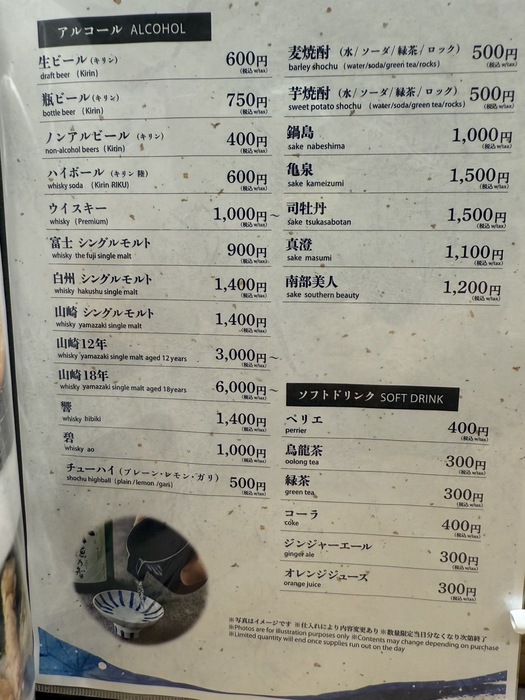 アルコール ALCOHOL
生ビール (キリン) 600円
draft beer (Kirin) (税込 w/tax)
瓶ビール (キリン) 750円
bottle beer (Kirin) (税込 w/tax)
ノンアルビール (キリン) 400円
non-alcohol beers (Kirin) (税込 w/tax)
ハイボール (キリン 陸) 600円
whisky soda (Kirin RIKU) (税込 w/tax)
ウイスキー 1,000円～
whisky (Premium) (税込 w/tax)
富士 シングルモルト 900円
whisky the fuji single malt (税込 w/tax)
白州 シングルモルト 1,400円
whisky hakushu single malt (税込 w/tax)
山崎 シングルモルト 1,400円
whisky yamazaki single malt (税込 w/tax)
山崎12年 3,000円～
whisky yamazaki single malt aged 12 years (税込 w/tax)
山崎18年 6,000円～
whisky yamazaki single malt aged 18years (税込 w/tax)
響 1,400円
whisky hibiki (税込 w/tax)
碧 1,000円
whisky ao (税込 w/tax)
チューハイ (プレーン・レモン・ガリ) 500円
shochu highball (plain /lemon /gari) (税込 w/tax)
麦焼酎 (水/ソーダ/緑茶/ロック) 500円
barley shochu (water/soda/green tea/rocks) (税込 w/tax)
芋焼酎 (水/ソーダ/緑茶/ロック) 500円
sweet potato shochu (water/soda/green tea/rocks) (税込 w/tax)
鍋島 1,000円
sake nabeshima (税込 w/tax)
亀泉 1,500円
sake kameizumi (税込 w/tax)
司牡丹 1,500円
sake tsukasabotan (税込 w/tax)
真澄 1,100円
sake masumi (税込 w/tax)
南部美人 1,200円
sake southern beauty (税込 w/tax)
ソフトドリンク SOFT DRINK
ペリエ 400円
perrier (税込 w/tax)
烏龍茶 300円
oolong tea (税込 w/tax)
緑茶 300円
green tea (税込 w/tax)
コーラ 400円
coke (税込 w/tax)
ジンジャーエール 300円
ginger ale (税込 w/tax)
オレンジジュース 300円
orange juice (税込 w/tax)
※写真はイメージです ※仕入れにより内容変更あり ※数量限定当日分なくなり次第終了
※Photos are for illustration purposes only ※Contents may change depending on purchase
※Limited quantity will end once supplies run out on the day